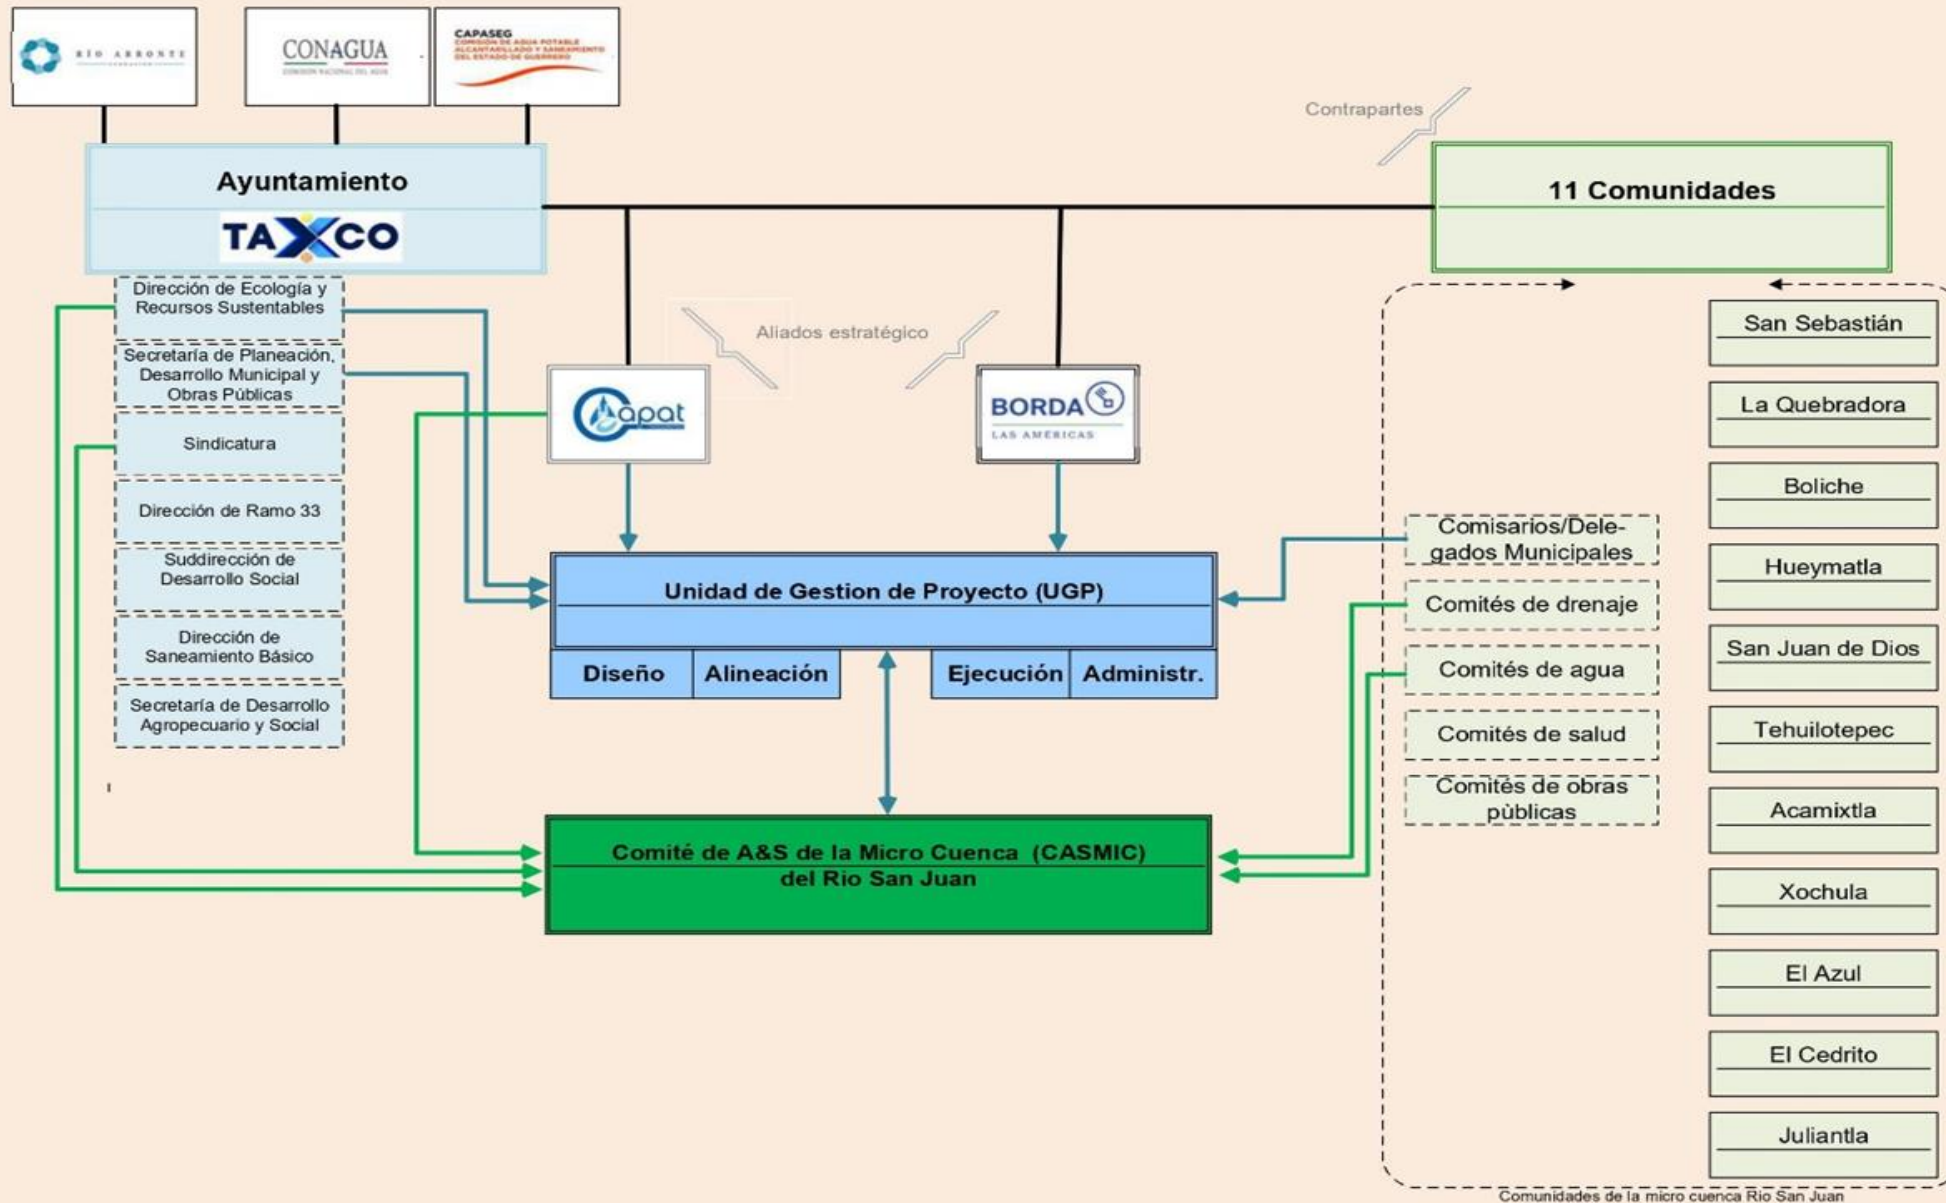 RÍO ARRONTE
FUNDACIÓN
CONAGUA
COMISIÓN NACIONAL DEL AGUA
CAPASEG
COMISIÓN DE AGUA POTABLE
ALCANTARILLADO Y SANEAMIENTO
DEL ESTADO DE GUERRERO
Contrapartes
Ayuntamiento
TAXCO
11 Comunidades
Dirección de Ecología y
Recursos Sustentables
Secretaría de Planeación,
Desarrollo Municipal y
Obras Públicas
Sindicatura
Dirección de Ramo 33
Suddirección de
Desarrollo Social
Dirección de
Saneamiento Básico
Secretaría de Desarrollo
Agropecuario y Social
Aliados estratégico
Capat
BORDA
LAS AMÉRICAS
Unidad de Gestion de Proyecto (UGP)
Diseño
Alineación
Ejecución
Administr.
Comité de A&S de la Micro Cuenca (CASMIC)
del Rio San Juan
Comisarios/Dele-
gados Municipales
Comités de drenaje
Comités de agua
Comités de salud
Comités de obras
pùblicas
San Sebastián
La Quebradora
Boliche
Hueymatla
San Juan de Dios
Tehuilotepec
Acamixtla
Xochula
El Azul
El Cedrito
Juliantla
Comunidades de la micro cuenca Rio San Juan